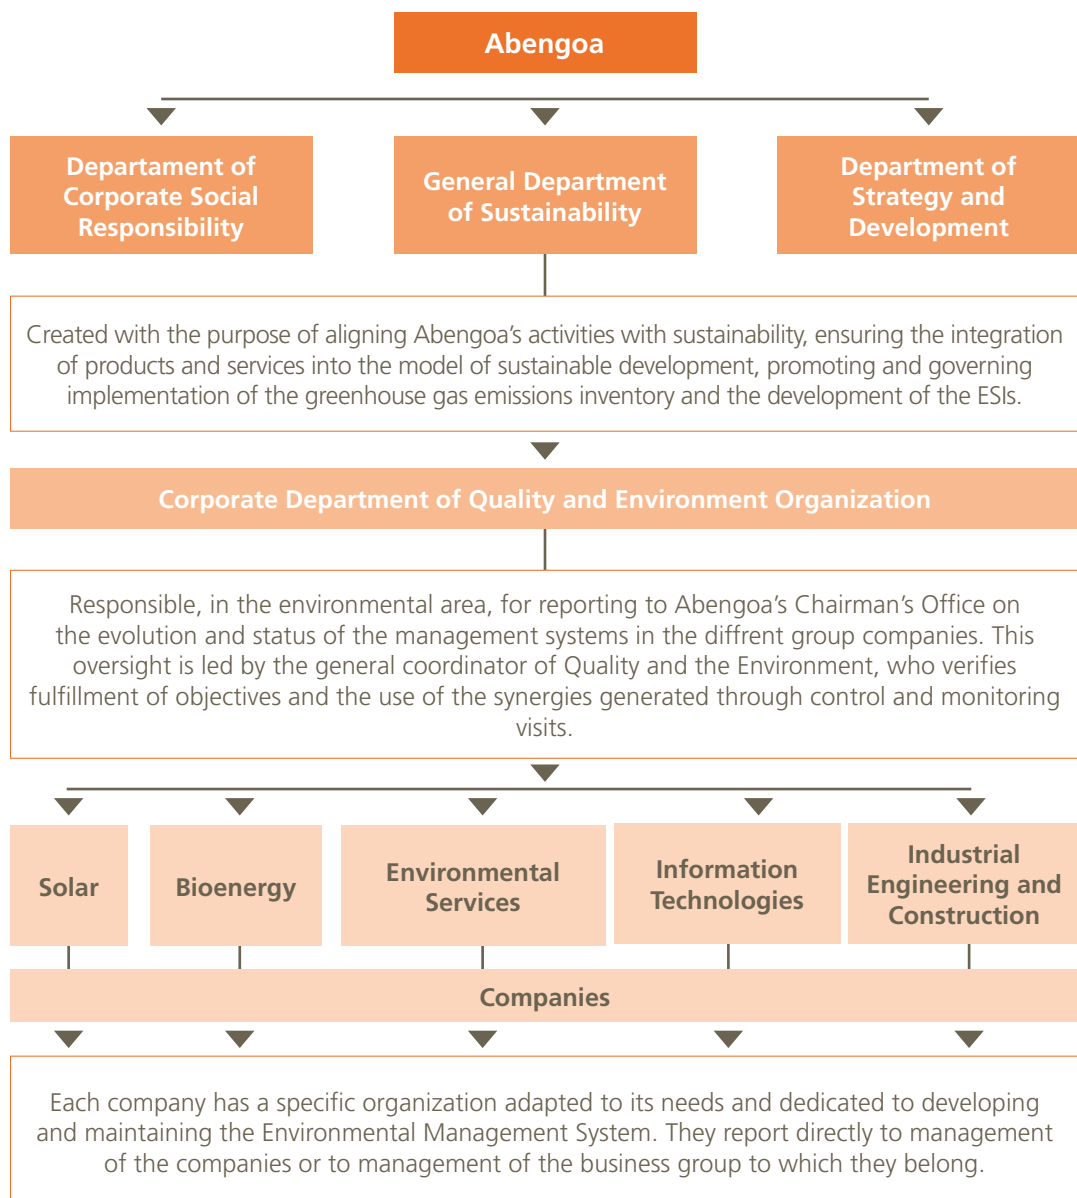 Abengoa
Departament of
Corporate Social
Responsibility
General Department
of Sustainability
Department of
Strategy and
Development
Created with the purpose of aligning Abengoa’s activities with sustainability, ensuring the integration
of products and services into the model of sustainable development, promoting and governing
implementation of the greenhouse gas emissions inventory and the development of the ESIs.
Corporate Department of Quality and Environment Organization
Responsible, in the environmental area, for reporting to Abengoa’s Chairman’s Office on
the evolution and status of the management systems in the diffrent group companies. This
oversight is led by the general coordinator of Quality and the Environment, who verifies
fulfillment of objectives and the use of the synergies generated through control and monitoring
visits.
Solar
Bioenergy
Environmental
Services
Information
Technologies
Industrial
Engineering and
Construction
Companies
Each company has a specific organization adapted to its needs and dedicated to developing
and maintaining the Environmental Management System. They report directly to management
of the companies or to management of the business group to which they belong.